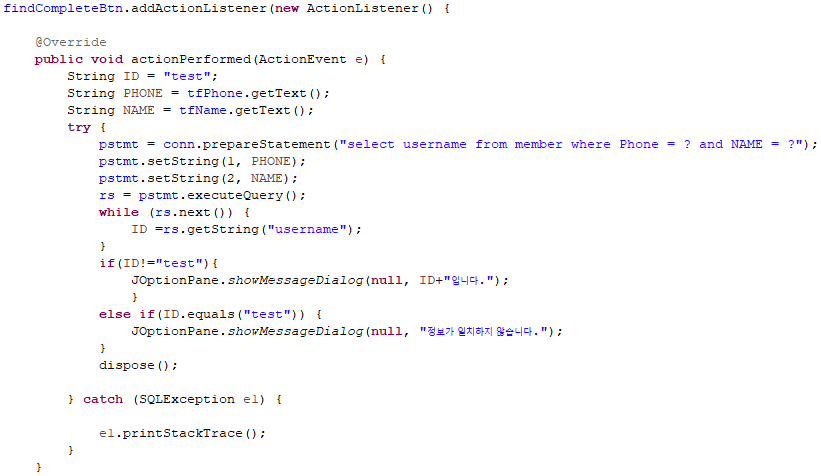 findCompleteBtn.addActionListener(new ActionListener() {
@Override
public void actionPerformed(ActionEvent e) {
String ID = "test";
String PHONE = tfPhone.getText();
String NAME = tfName.getText();
try {
pstmt = conn.prepareStatement("select username from member where Phone = ? and NAME = ?");
pstmt.setString(1, PHONE);
pstmt.setString(2, NAME);
rs = pstmt.executeQuery();
while (rs.next()) {
ID =rs.getString("username");
}
if(ID!="test"){
JOptionPane.showMessageDialog(null, ID+"입니다.");
}
else if(ID.equals("test")) {
JOptionPane.showMessageDialog(null, "정보가 일치하지 않습니다.");
}
dispose();
} catch (SQLException e1) {
e1.printStackTrace();
}
}